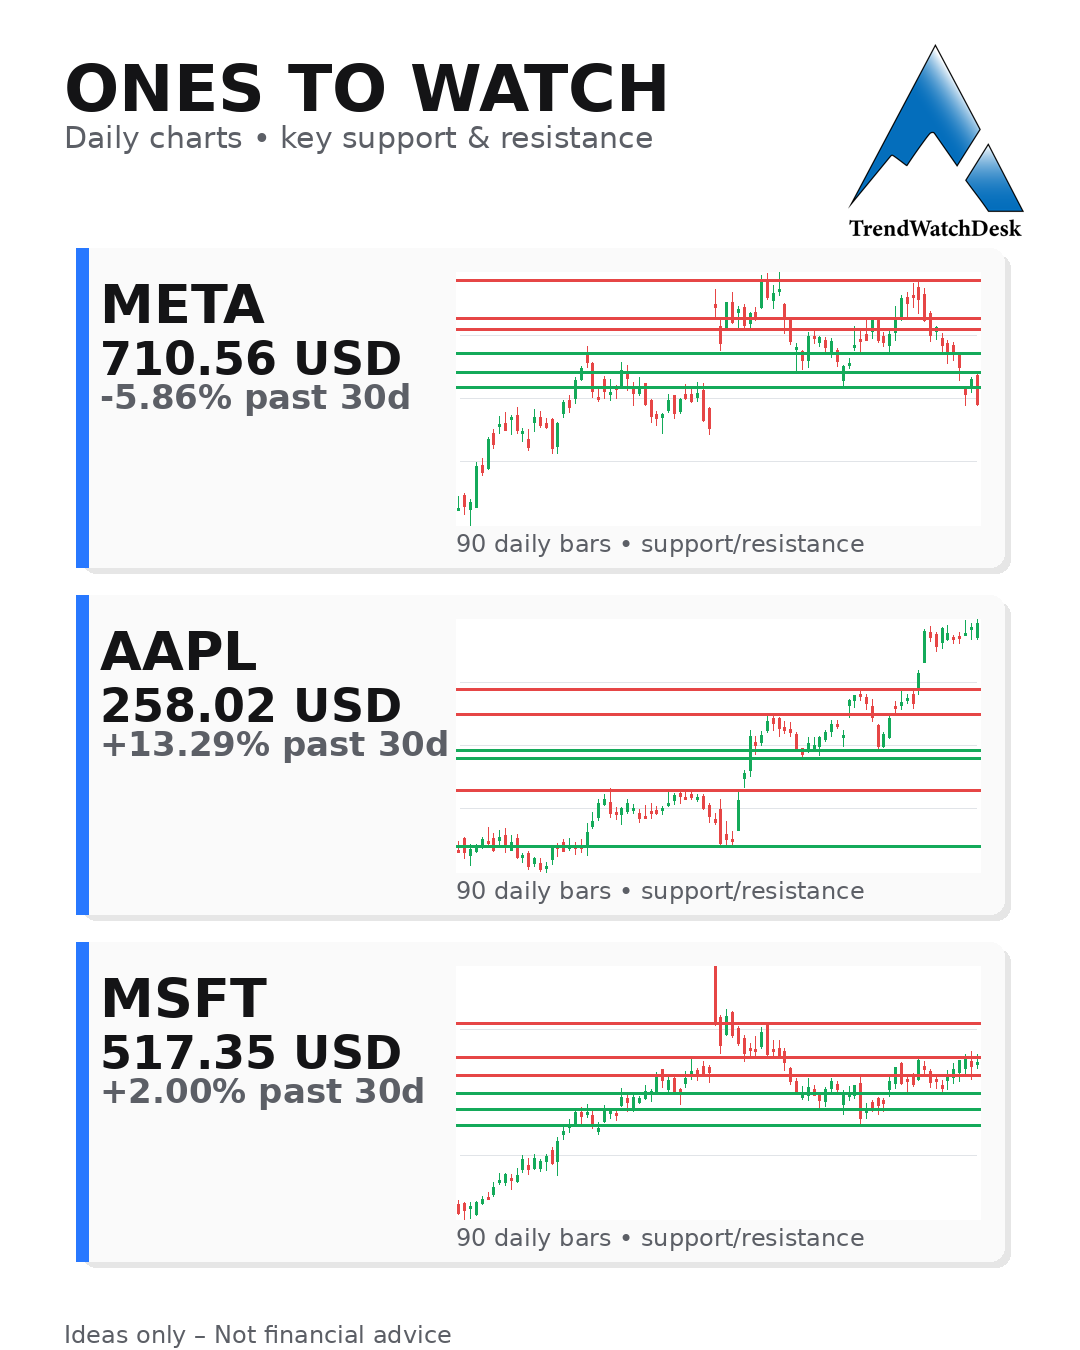 ONES TO WATCH
Daily charts • key support & resistance
TrendWatchDesk
META
710.56 USD
-5.86% past 30d
90 daily bars • support/resistance
AAPL
258.02 USD
+13.29% past 30d
90 daily bars • support/resistance
MSFT
517.35 USD
+2.00% past 30d
90 daily bars • support/resistance
Ideas only – Not financial advice